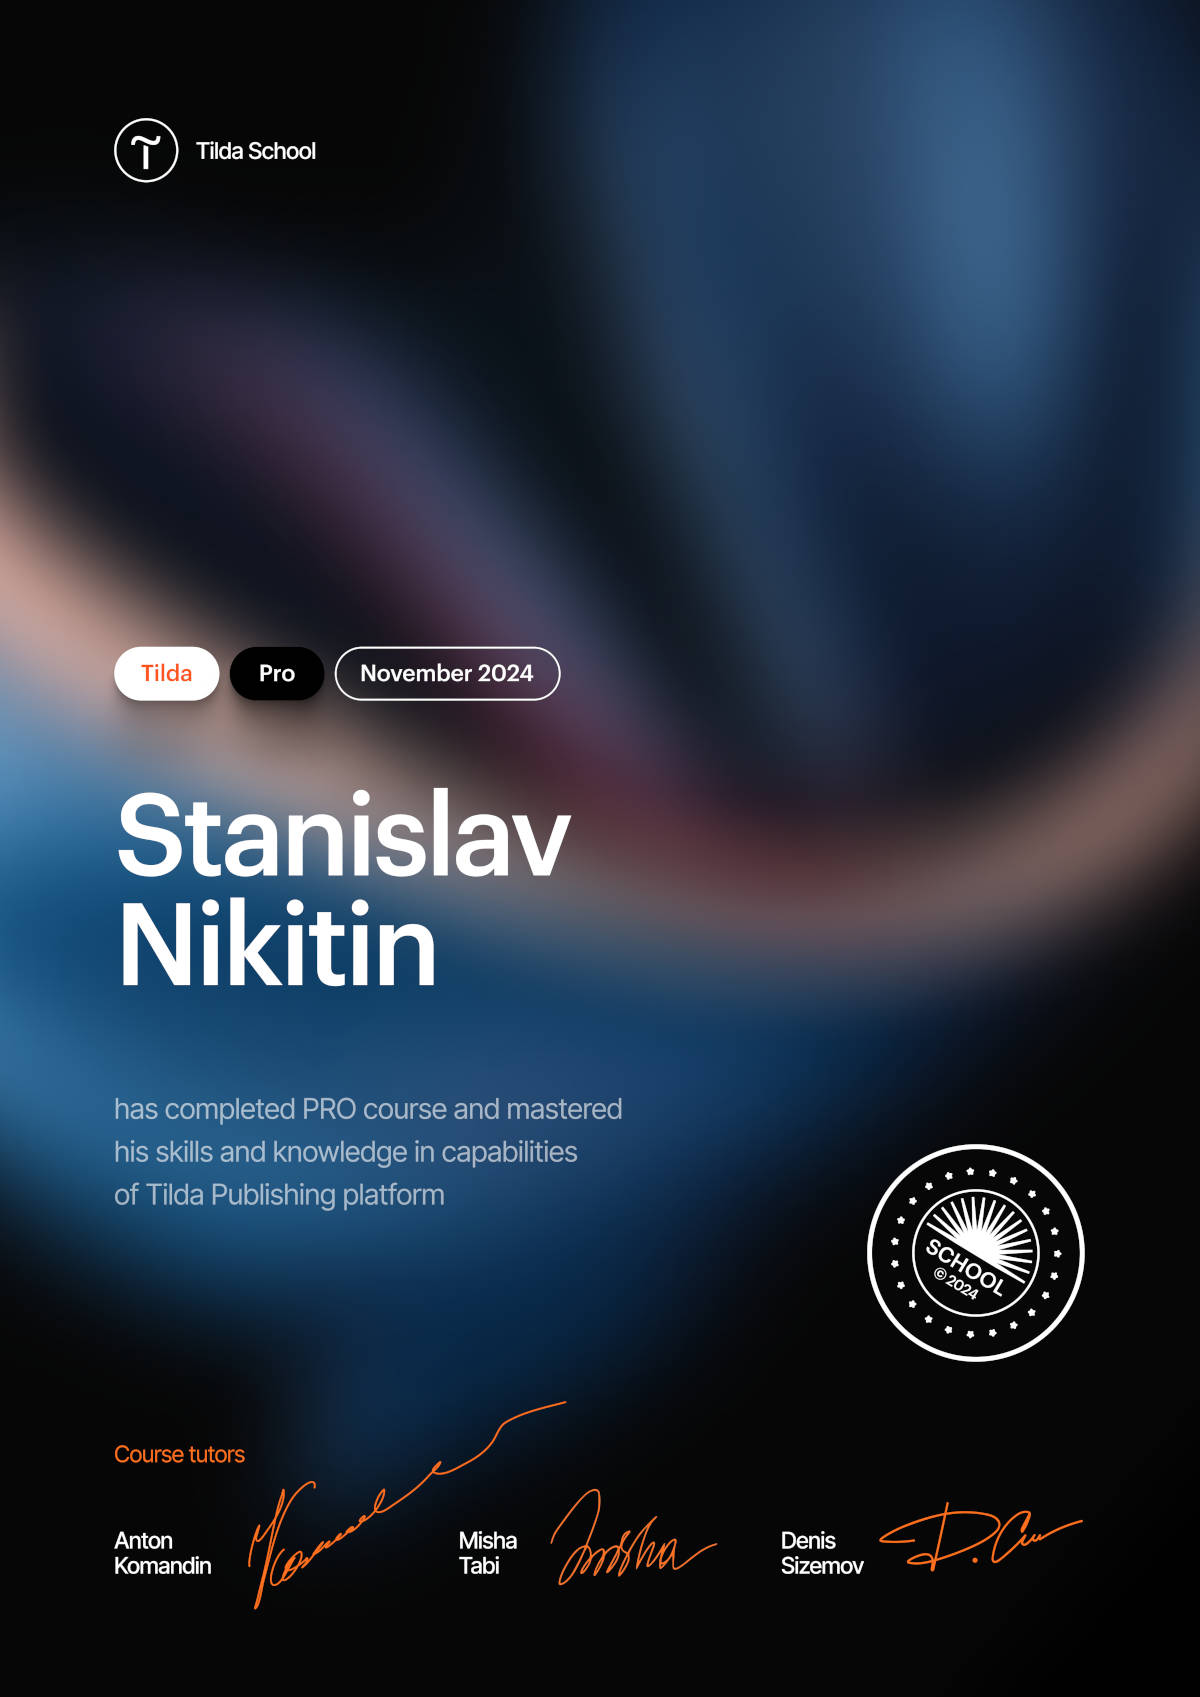 Tilda School
Tilda Pro November 2024
Stanislav
Nikitin
has completed PRO course and mastered
his skills and knowledge in capabilities
of Tilda Publishing platform
SCHOOL
© 2024
Course tutors
Anton
Komandin
Misha
Tabi
Denis
Sizemov